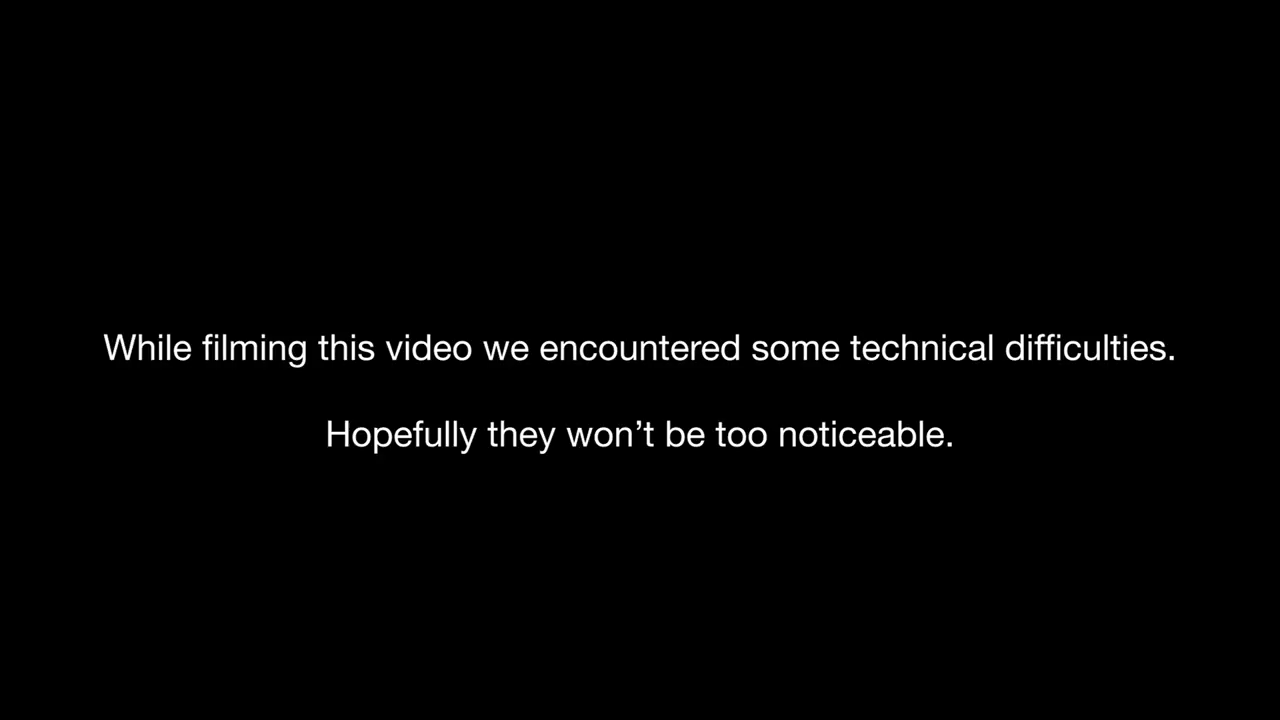 While filming this video we encountered some technical difficulties.
Hopefully they won’t be too noticeable.